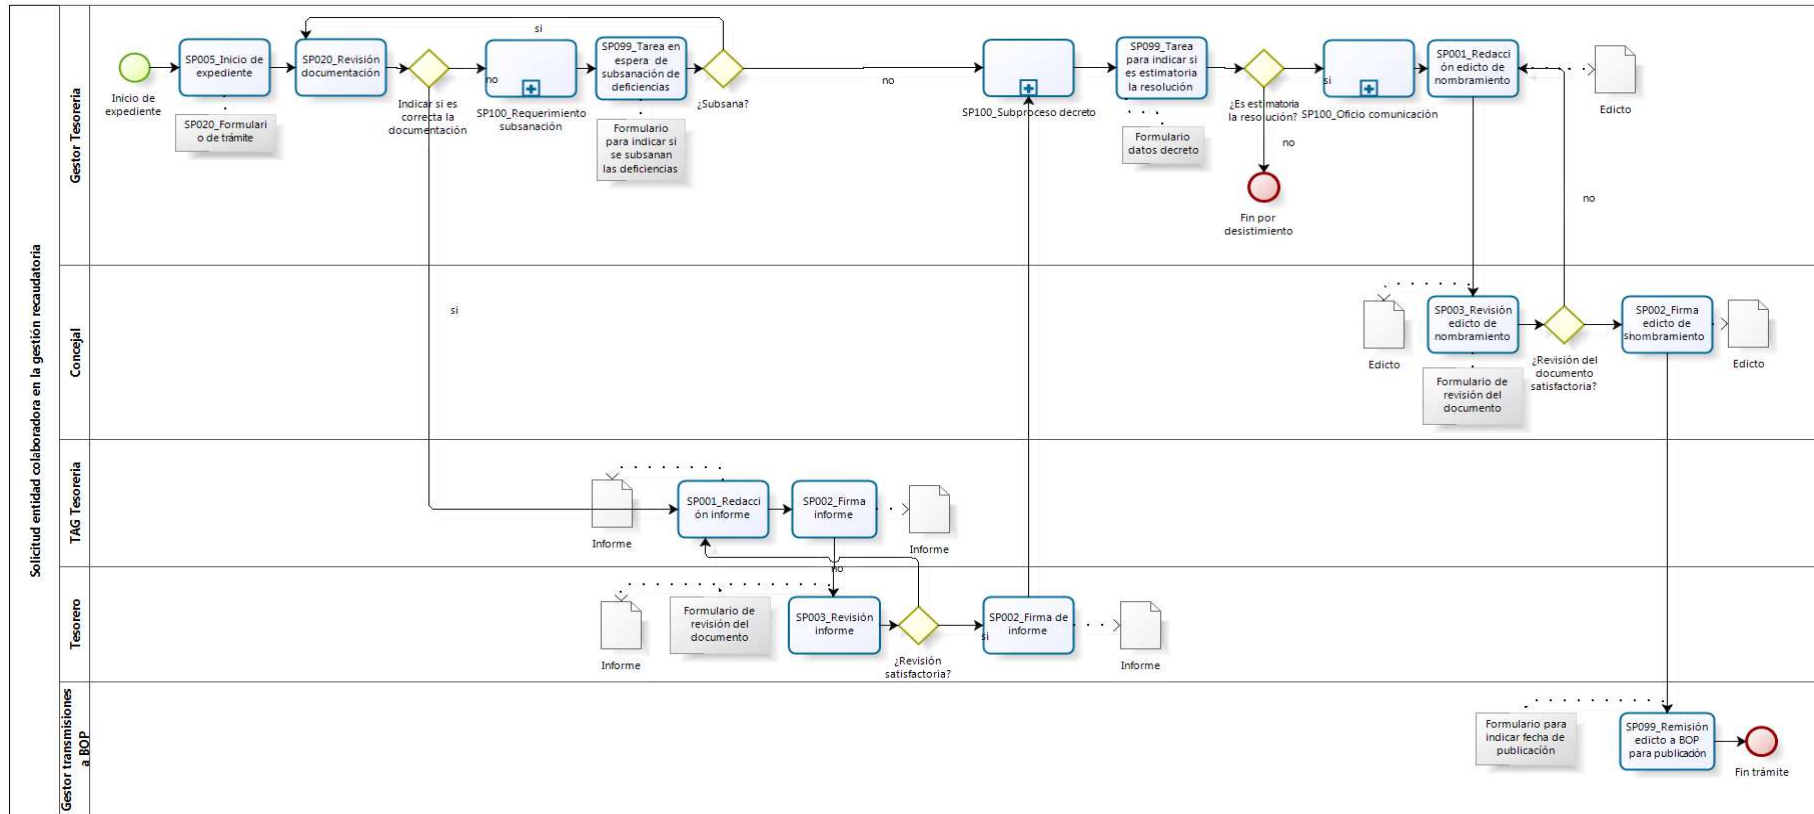 Solicitud entidad colaboradora en la gestión recaudatoria
Gestor Tesoreria
Inicio de
expediente
SP005_Inicio de
expediente
SP020_Formulari
o de trámite
SP020_Revisión
documentación
si
Indicar si es
correcta la
documentación
no
SP100_Requerimiento
subsanación
SP099_Tarea en
espera de
subsanación de
deficiencias
Formulario
para indicar si
se subsanan
las deficiencias
¿Subsana?
no
SP100_Subproceso decreto
SP099_Tarea
para indicar si
es estimatoria
la resolución
Formulario
datos decreto
¿Es estimatoria
la resolución?
no
Fin por
desistimiento
si
SP100_Oficio comunicación
SP001_Redacci
ón edicto de
nombramiento
Edicto
no
Concejal
si
Edicto
SP003_Revisión
edicto de
nombramiento
Formulario de
revisión del
documento
¿Revisión del
documento
satisfactoria?
SP002_Firma
edicto de
nombramiento
Edicto
TAG Tesoreria
Informe
SP001_Redacci
ón informe
SP002_Firma
informe
Informe
no
Tesorero
Informe
Formulario de
revisión del
documento
SP003_Revisión
informe
¿Revisión
satisfactoria?
si
SP002_Firma de
informe
Informe
Gestor transmisiones
a BOP
Formulario para
indicar fecha de
publicación
SP099_Remisión
edicto a BOP
para publicación
Fin trámite